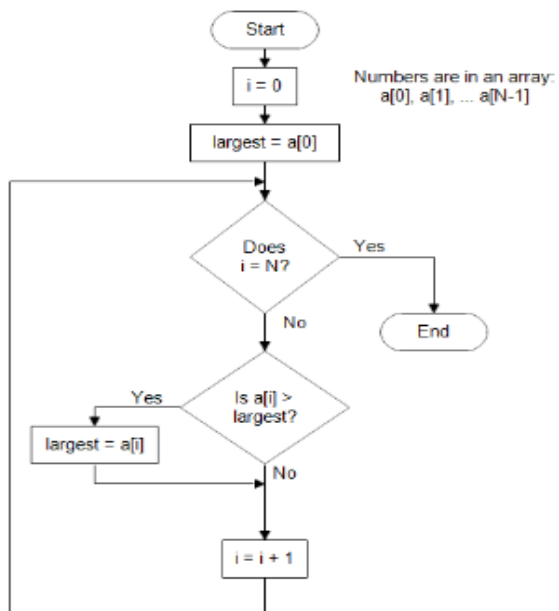 Start
i = 0
Numbers are in an array:
a[0], a[1], ... a[N-1]
largest = a[0]
Does
i = N?
Yes
End
No
Is a[i] >
largest?
Yes
largest = a[i]
No
i = i + 1